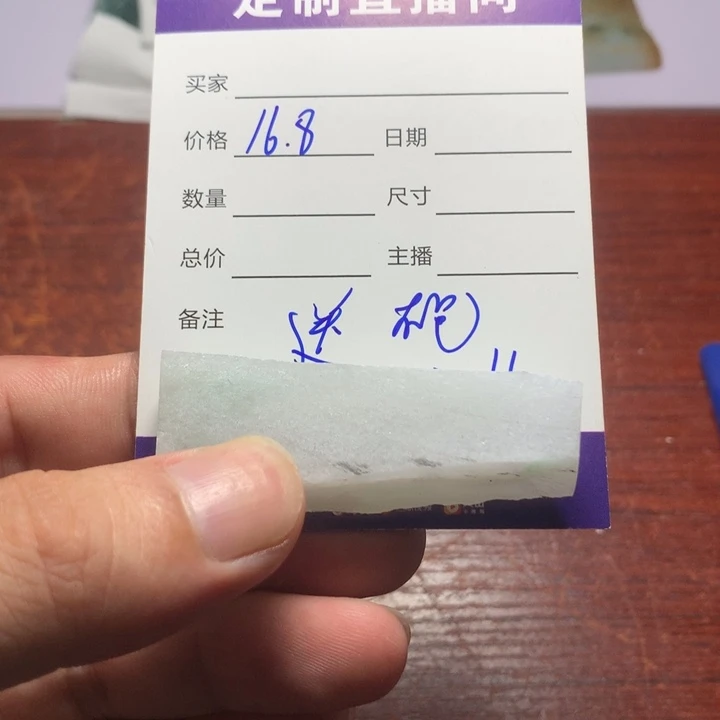 定制直播间
买家
价格 16.8 日期
数量 尺寸
总价 主播
备注 送